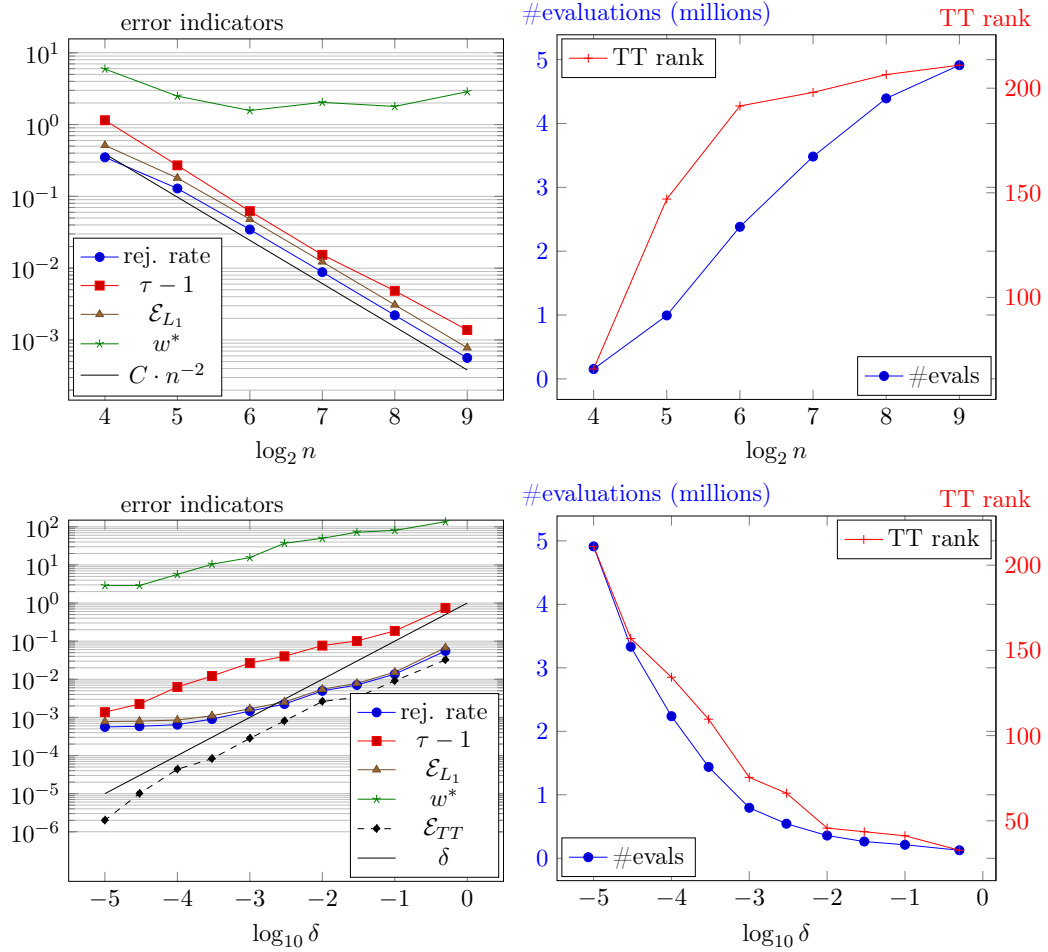 error indicators
10^1
10^0
10^−1
10^−2
10^−3
rej. rate
τ − 1
ℰ_{L_1}
w*
C · n^−2
4 5 6 7 8 9
log_2 n
#evaluations (millions)
TT rank
TT rank
5
4
3
2
1
0
200
150
100
#evals
4 5 6 7 8 9
log_2 n
error indicators
10^2
10^1
10^0
10^−1
10^−2
10^−3
10^−4
10^−5
10^−6
rej. rate
τ − 1
ℰ_{L_1}
w*
ℰ_{TT}
δ
−5 −4 −3 −2 −1 0
log_10 δ
#evaluations (millions)
TT rank
TT rank
5
4
3
2
1
0
200
150
100
50
#evals
−5 −4 −3 −2 −1 0
log_10 δ